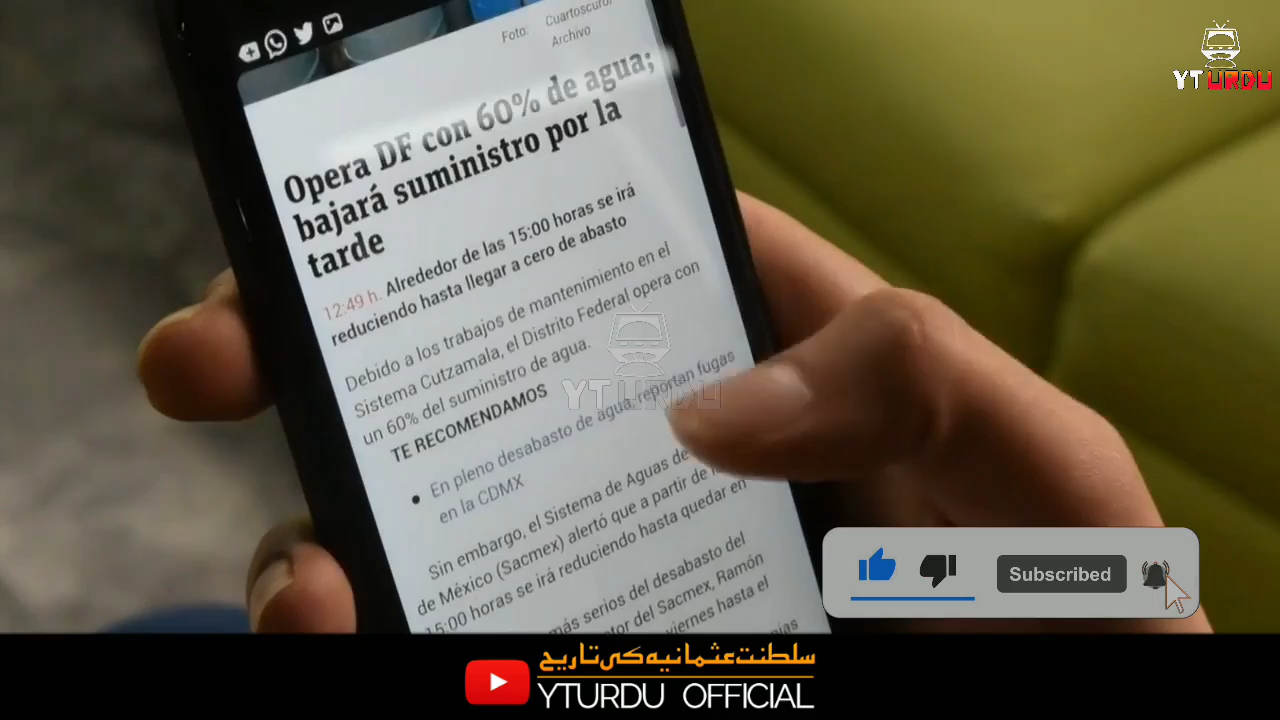 Foto: Cuartoscuro/
Archivo
YT URDU
Opera DF con 60% de agua;
bajará suministro por la
tarde
12:49 h. Alrededor de las 15:00 horas se irá
reduciendo hasta llegar a cero de abasto
Debido a los trabajos de mantenimiento en el
Sistema Cutzamala, el Distrito Federal opera con
un 60% del suministro de agua.
TE RECOMENDAMOS
YT URDU
En pleno desabasto de agua, reportan fugas
en la CDMX
Sin embargo, el Sistema de Aguas de
de México (Sacmex) alertó que a partir de
15:00 horas se irá reduciendo hasta quedar en
más serios del desabasto del
del Sacmex, Ramón
viernes hasta el
Subscribed
سلطنت عثمانیہ کی تاریخ
YTURDU OFFICIAL